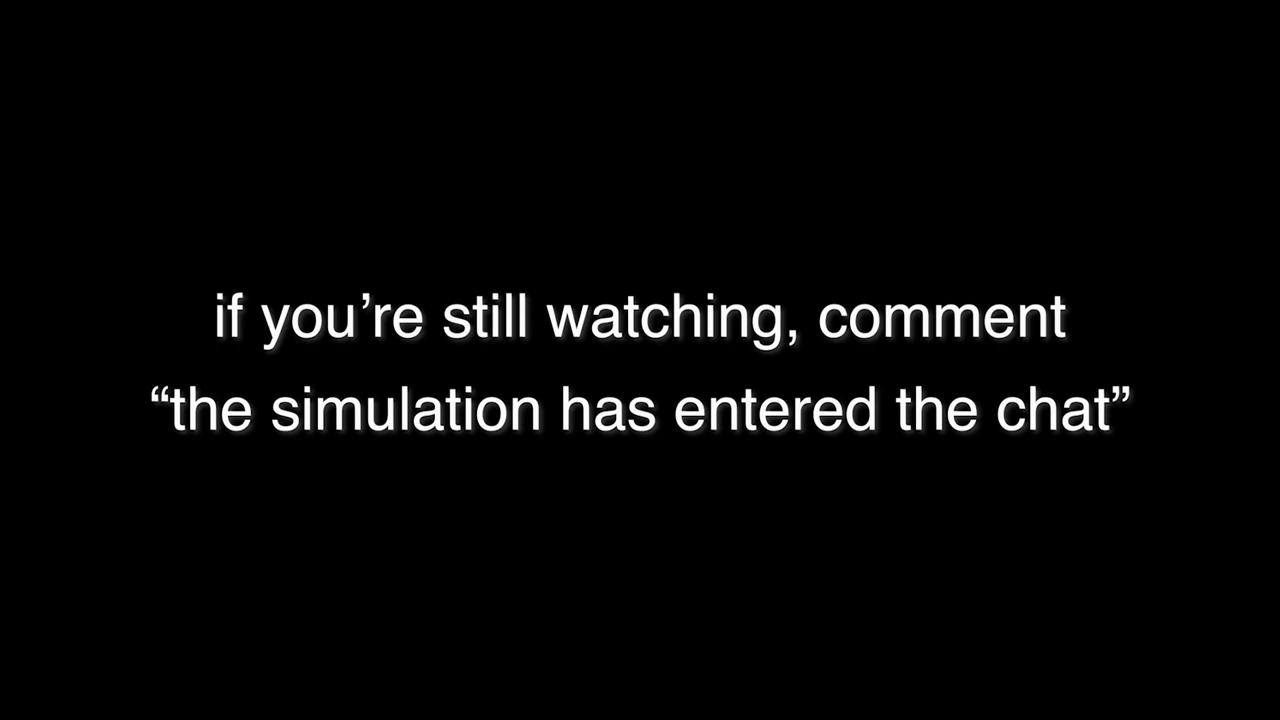 if you’re still watching, comment
“the simulation has entered the chat”